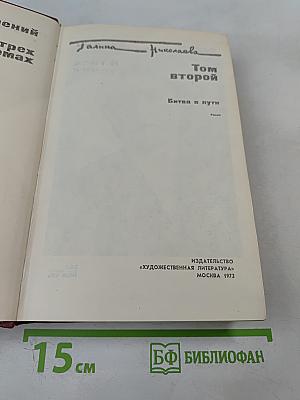 ений
трех
омах
Галина Николаева
Том
второй
Битва в пути
Роман
ИЗДАТЕЛЬСТВО
«ХУДОЖЕСТВЕННАЯ ЛИТЕРАТУРА»
МОСКВА 1972
15 см
БФ БИБЛИОФАН